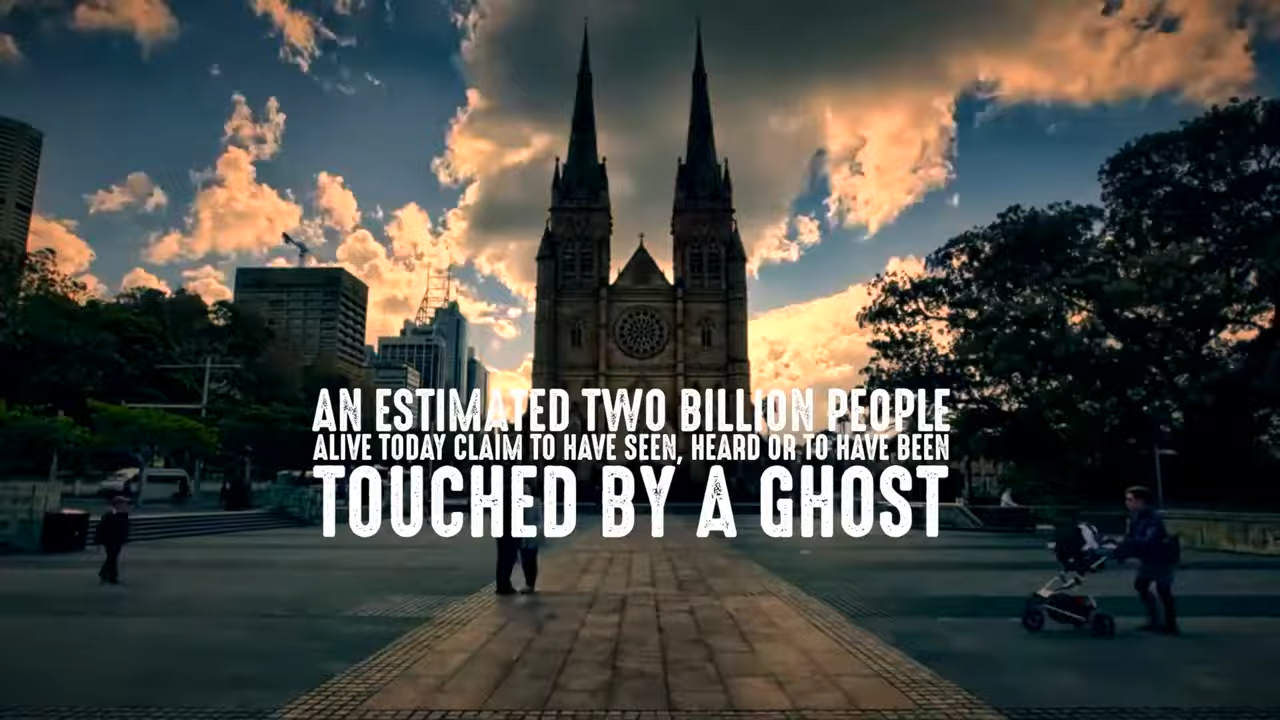 AN ESTIMATED TWO BILLION PEOPLE
ALIVE TODAY CLAIM TO HAVE SEEN, HEARD OR TO HAVE BEEN
TOUCHED BY A GHOST